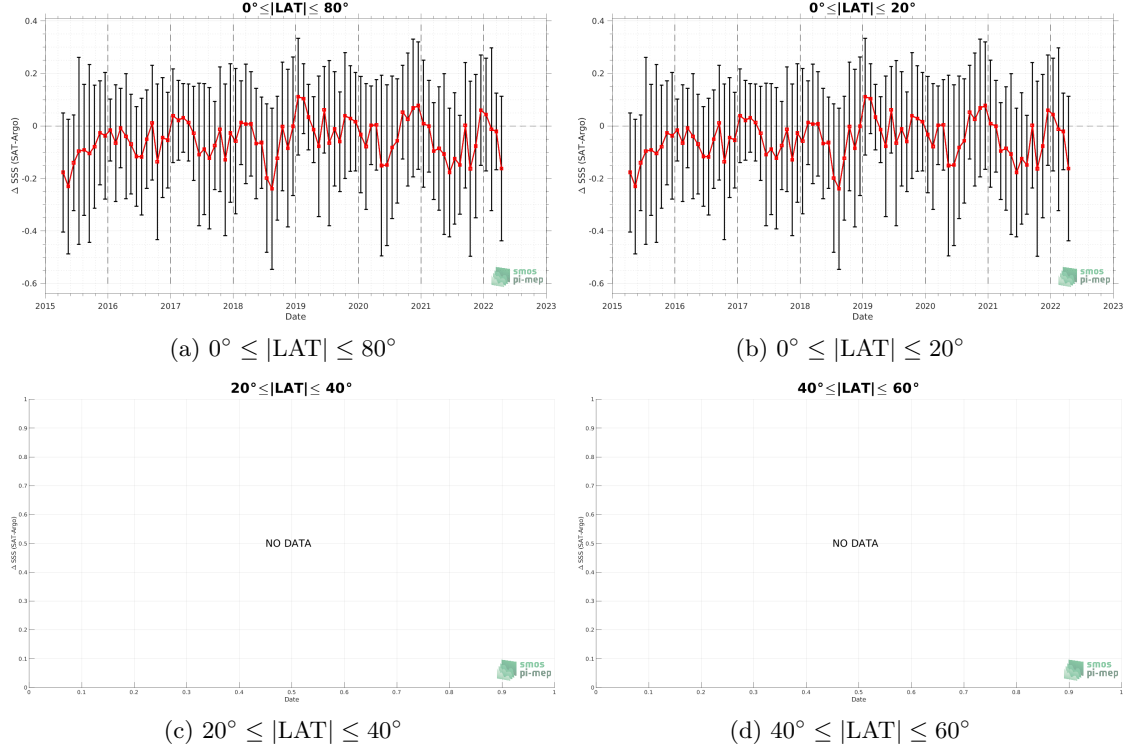 0°≤|LAT|≤ 80°
0.4
0.2
0
-0.2
-0.4
-0.6
Δ SSS (SAT-Argo)
2015 2016 2017 2018 2019 2020 2021 2022 2023
Date
smos
pi-mep
(a) 0° ≤ |LAT| ≤ 80°
0°≤|LAT|≤ 20°
0.4
0.2
0
-0.2
-0.4
-0.6
Δ SSS (SAT-Argo)
2015 2016 2017 2018 2019 2020 2021 2022 2023
Date
smos
pi-mep
(b) 0° ≤ |LAT| ≤ 20°
20°≤|LAT|≤ 40°
1
0.9
0.8
0.7
0.6
0.5
0.4
0.3
0.2
0.1
0
Δ SSS (SAT-Argo)
NO DATA
0 0.1 0.2 0.3 0.4 0.5 0.6 0.7 0.8 0.9 1
Date
smos
pi-mep
(c) 20° ≤ |LAT| ≤ 40°
40°≤|LAT|≤ 60°
1
0.9
0.8
0.7
0.6
0.5
0.4
0.3
0.2
0.1
0
Δ SSS (SAT-Argo)
NO DATA
0 0.1 0.2 0.3 0.4 0.5 0.6 0.7 0.8 0.9 1
Date
smos
pi-mep
(d) 40° ≤ |LAT| ≤ 60°